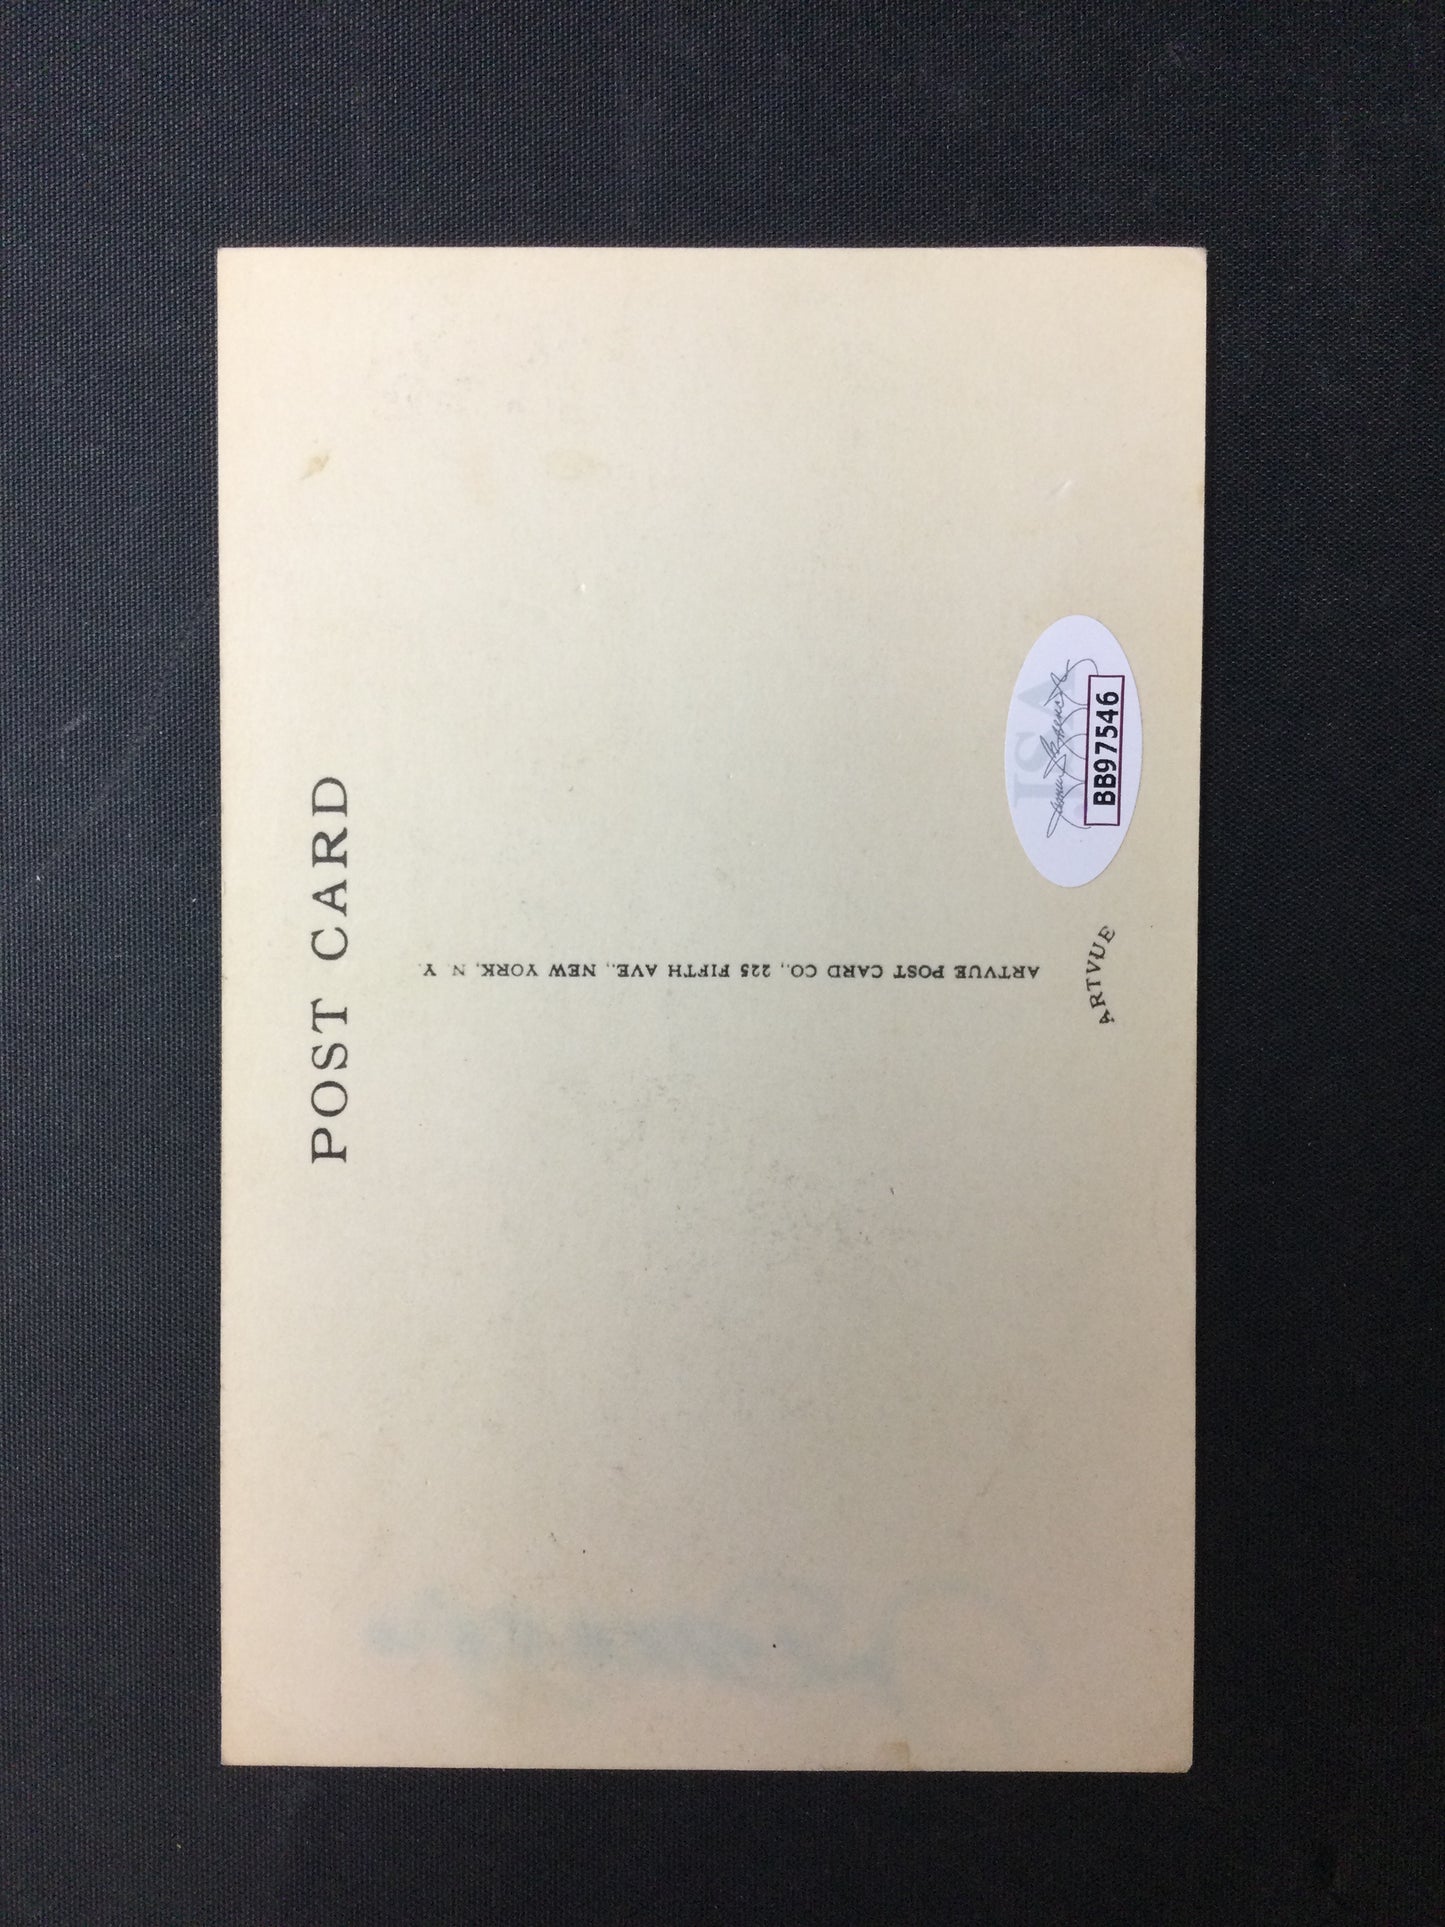 POST CARD
ARTVUE POST CARD CO., 225 FIFTH AVE., NEW YORK, N. Y.
JSA
BB97546
ARTVUE